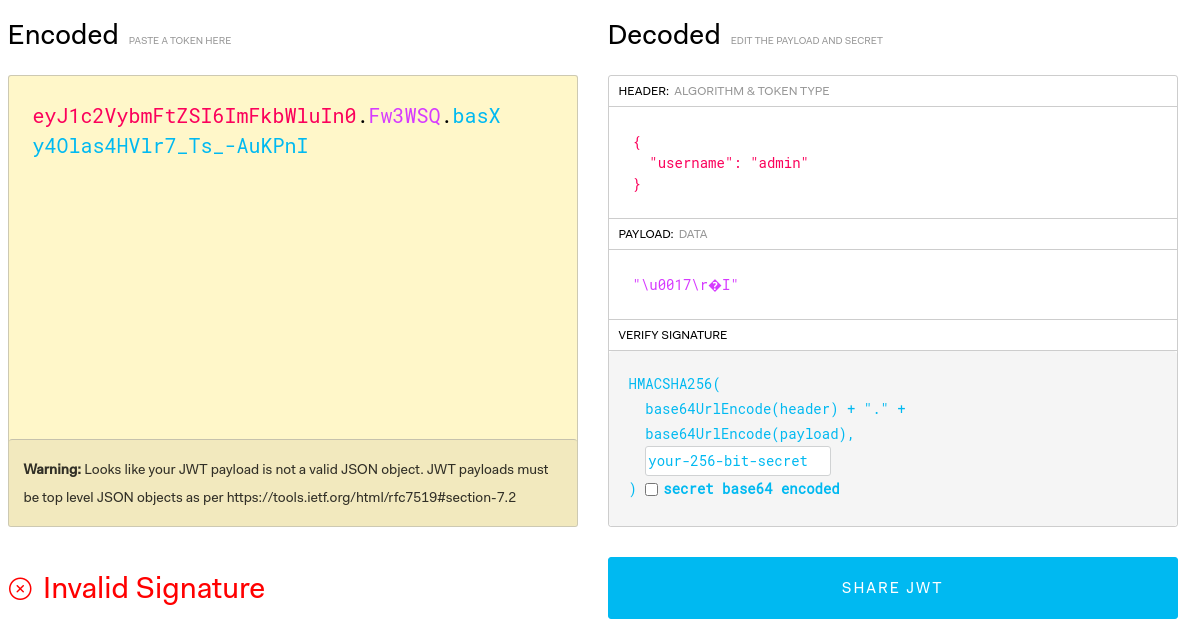 Encoded PASTE A TOKEN HERE
eyJ1c2VybmFtZSI6ImFkbWluIn0.Fw3WSQ.basX
y4Olas4HVlr7_Ts_-AuKPnI
Warning: Looks like your JWT payload is not a valid JSON object. JWT payloads must
be top level JSON objects as per https://tools.ietf.org/html/rfc7519#section-7.2
Invalid Signature
Decoded EDIT THE PAYLOAD AND SECRET
HEADER: ALGORITHM & TOKEN TYPE
{
"username": "admin"
}
PAYLOAD: DATA
"\u0017\r�I"
VERIFY SIGNATURE
HMACSHA256(
base64UrlEncode(header) + "." +
base64UrlEncode(payload),
your-256-bit-secret
) secret base64 encoded
SHARE JWT